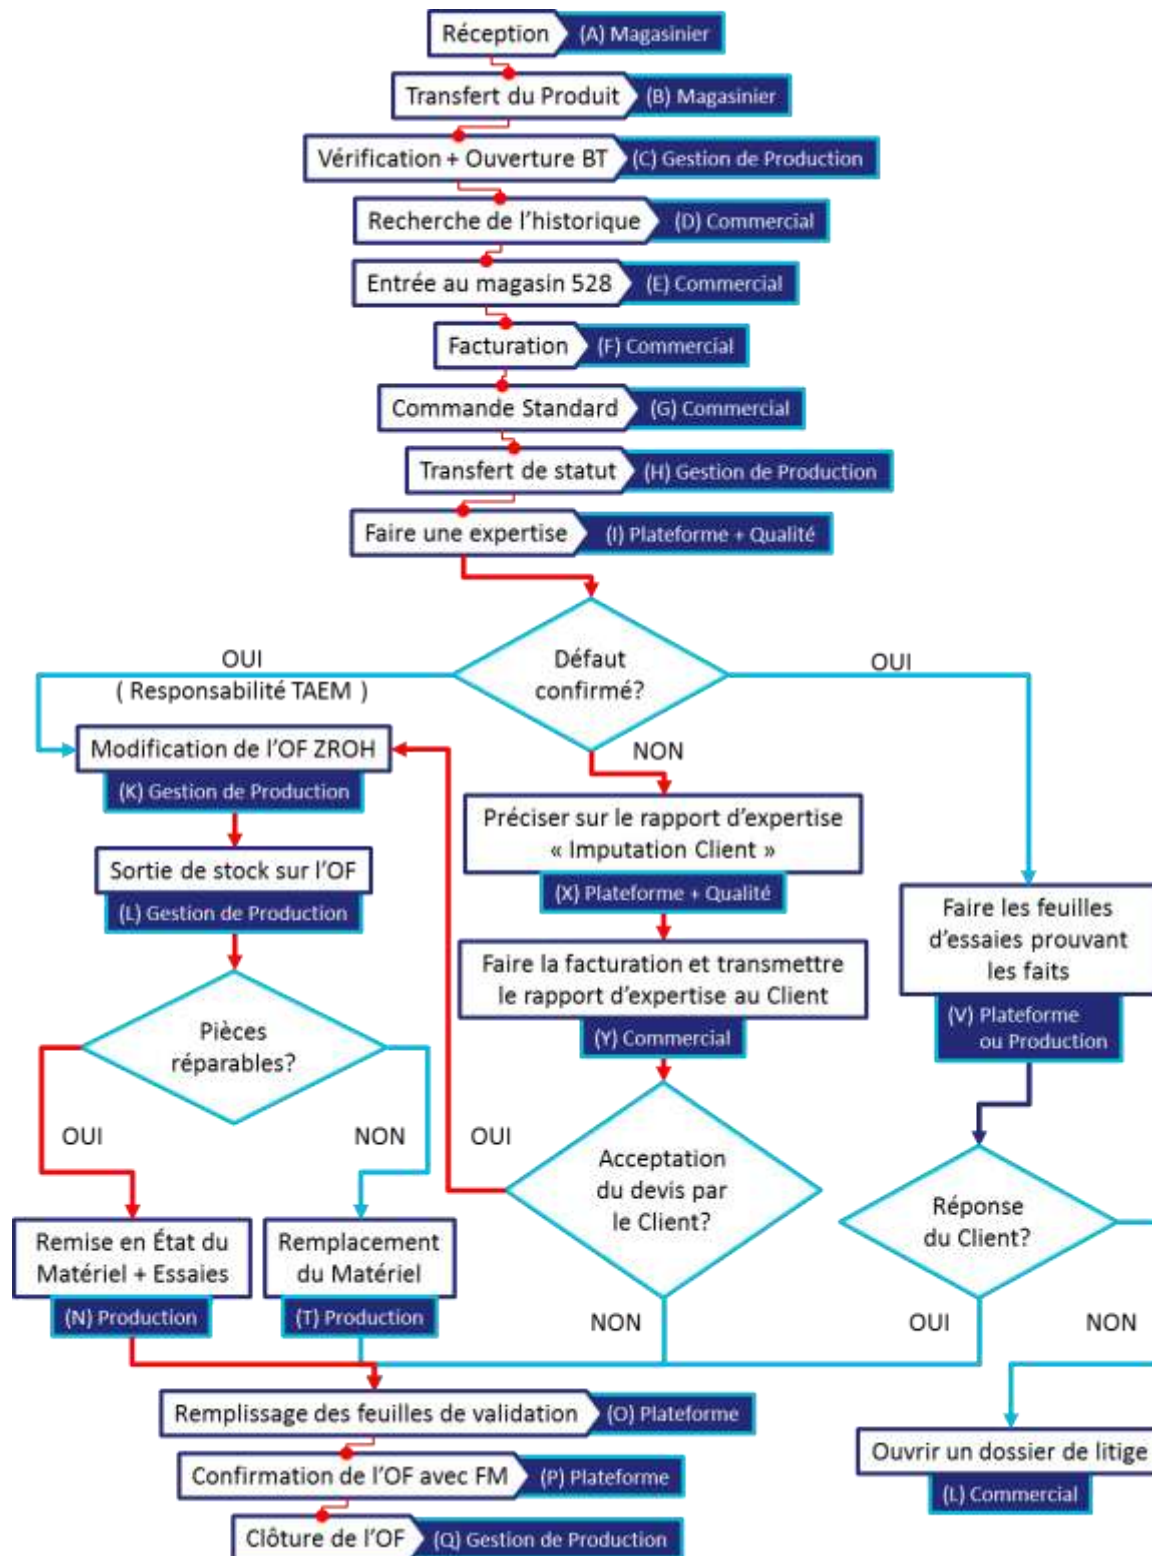 Réception
(A) Magasinier
Transfert du Produit
(B) Magasinier
Vérification + Ouverture BT
(C) Gestion de Production
Recherche de l'historique
(D) Commercial
Entrée au magasin 528
(E) Commercial
Facturation
(F) Commercial
Commande Standard
(G) Commercial
Transfert de statut
(H) Gestion de Production
Faire une expertise
(I) Plateforme + Qualité
Défaut
confirmé?
OUI
( Responsabilité TAEM )
OUI
NON
Modification de l'OF ZROH
(K) Gestion de Production
Sortie de stock sur l'OF
(L) Gestion de Production
Pièces
réparables?
OUI
NON
Remise en État du
Matériel + Essaies
(N) Production
Remplacement
du Matériel
(T) Production
Préciser sur le rapport d'expertise
« Imputation Client »
(X) Plateforme + Qualité
Faire la facturation et transmettre
le rapport d'expertise au Client
(Y) Commercial
Acceptation
du devis par
le Client?
OUI
NON
Faire les feuilles
d'essaies prouvant
les faits
(V) Plateforme
ou Production
Réponse
du Client?
OUI
NON
Ouvrir un dossier de litige
(L) Commercial
Remplissage des feuilles de validation
(O) Plateforme
Confirmation de l'OF avec FM
(P) Plateforme
Clôture de l'OF
(Q) Gestion de Production